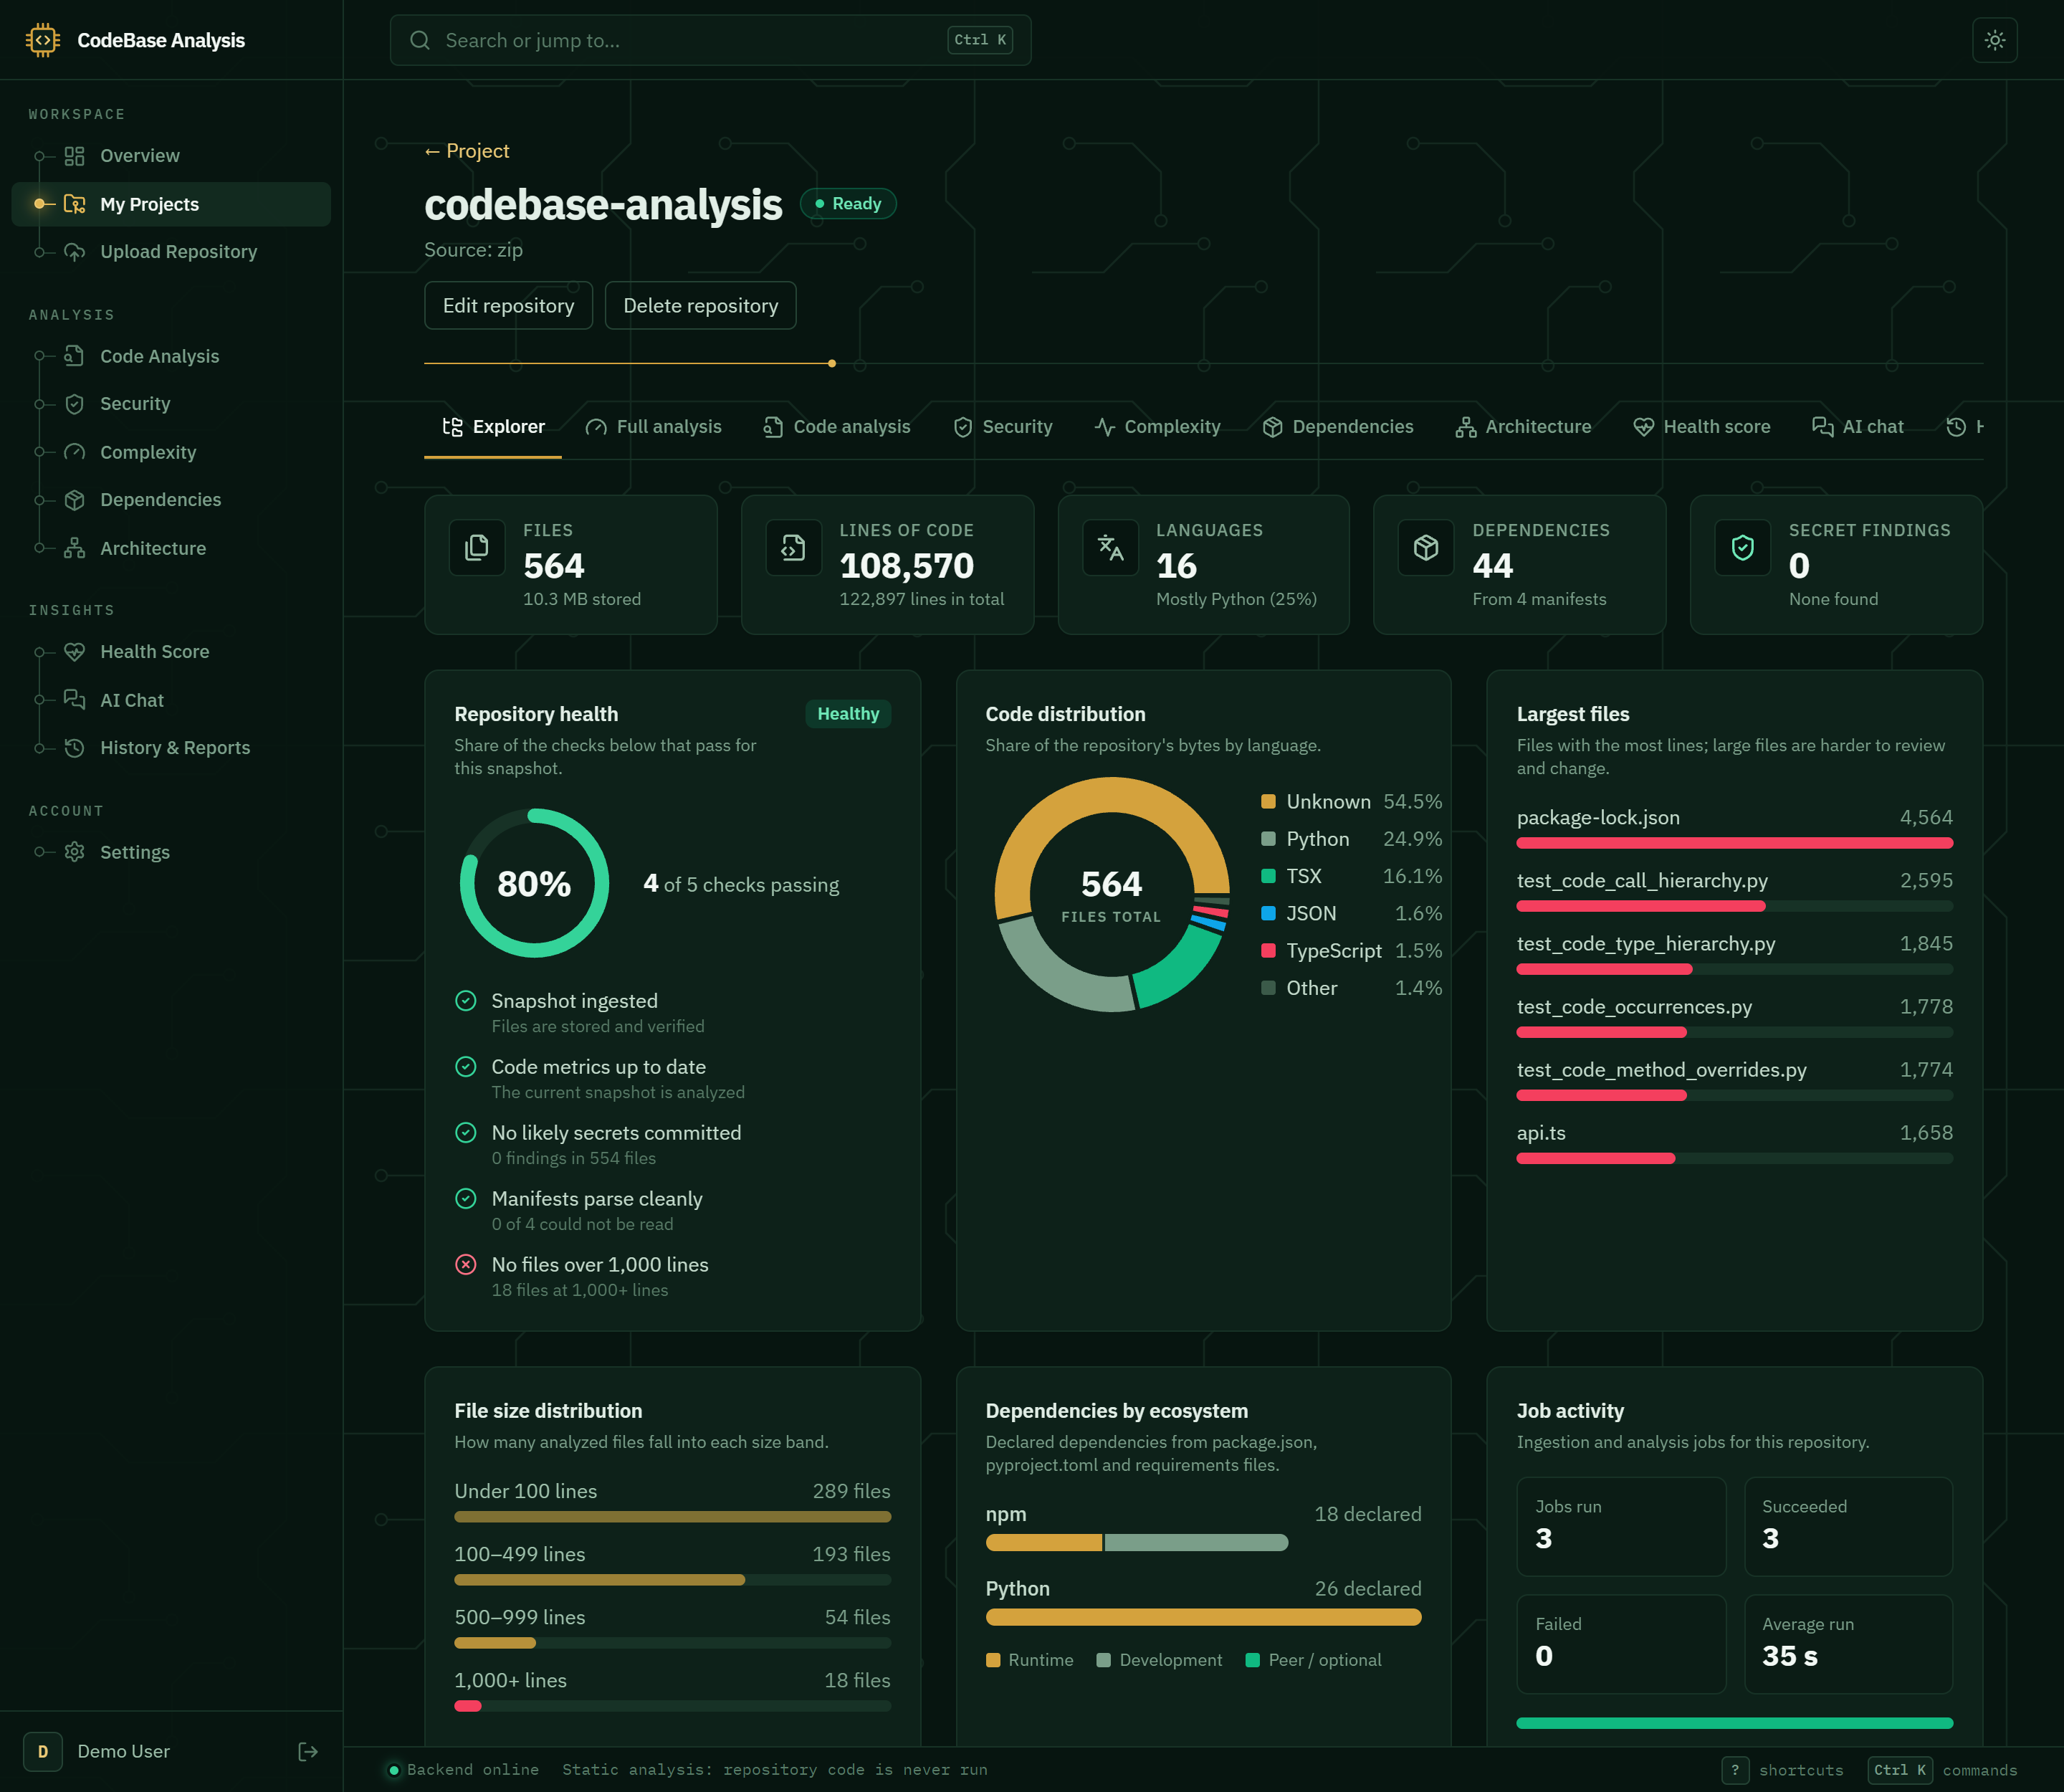 CodeBase Analysis
Search or jump to...
Ctrl K
WORKSPACE
Overview
My Projects
Upload Repository
ANALYSIS
Code Analysis
Security
Complexity
Dependencies
Architecture
INSIGHTS
Health Score
AI Chat
History & Reports
ACCOUNT
Settings
D
Demo User
← Project
codebase-analysis
Ready
Source: zip
Edit repository
Delete repository
Explorer
Full analysis
Code analysis
Security
Complexity
Dependencies
Architecture
Health score
AI chat
FILES
564
10.3 MB stored
LINES OF CODE
108,570
122,897 lines in total
LANGUAGES
16
Mostly Python (25%)
DEPENDENCIES
44
From 4 manifests
SECRET FINDINGS
0
None found
Repository health
Healthy
Share of the checks below that pass for
this snapshot.
80%
4 of 5 checks passing
Snapshot ingested
Files are stored and verified
Code metrics up to date
The current snapshot is analyzed
No likely secrets committed
0 findings in 554 files
Manifests parse cleanly
0 of 4 could not be read
No files over 1,000 lines
18 files at 1,000+ lines
Code distribution
Share of the repository's bytes by language.
564
FILES TOTAL
Unknown 54.5%
Python 24.9%
TSX 16.1%
JSON 1.6%
TypeScript 1.5%
Other 1.4%
Largest files
Files with the most lines; large files are harder to review
and change.
package-lock.json 4,564
test_code_call_hierarchy.py 2,595
test_code_type_hierarchy.py 1,845
test_code_occurrences.py 1,778
test_code_method_overrides.py 1,774
api.ts 1,658
File size distribution
How many analyzed files fall into each size band.
Under 100 lines 289 files
100–499 lines 193 files
500–999 lines 54 files
1,000+ lines 18 files
Dependencies by ecosystem
Declared dependencies from package.json,
pyproject.toml and requirements files.
npm 18 declared
Python 26 declared
Runtime
Development
Peer / optional
Job activity
Ingestion and analysis jobs for this repository.
Jobs run
3
Succeeded
3
Failed
0
Average run
35 s
Backend online
Static analysis: repository code is never run
? shortcuts
Ctrl K commands